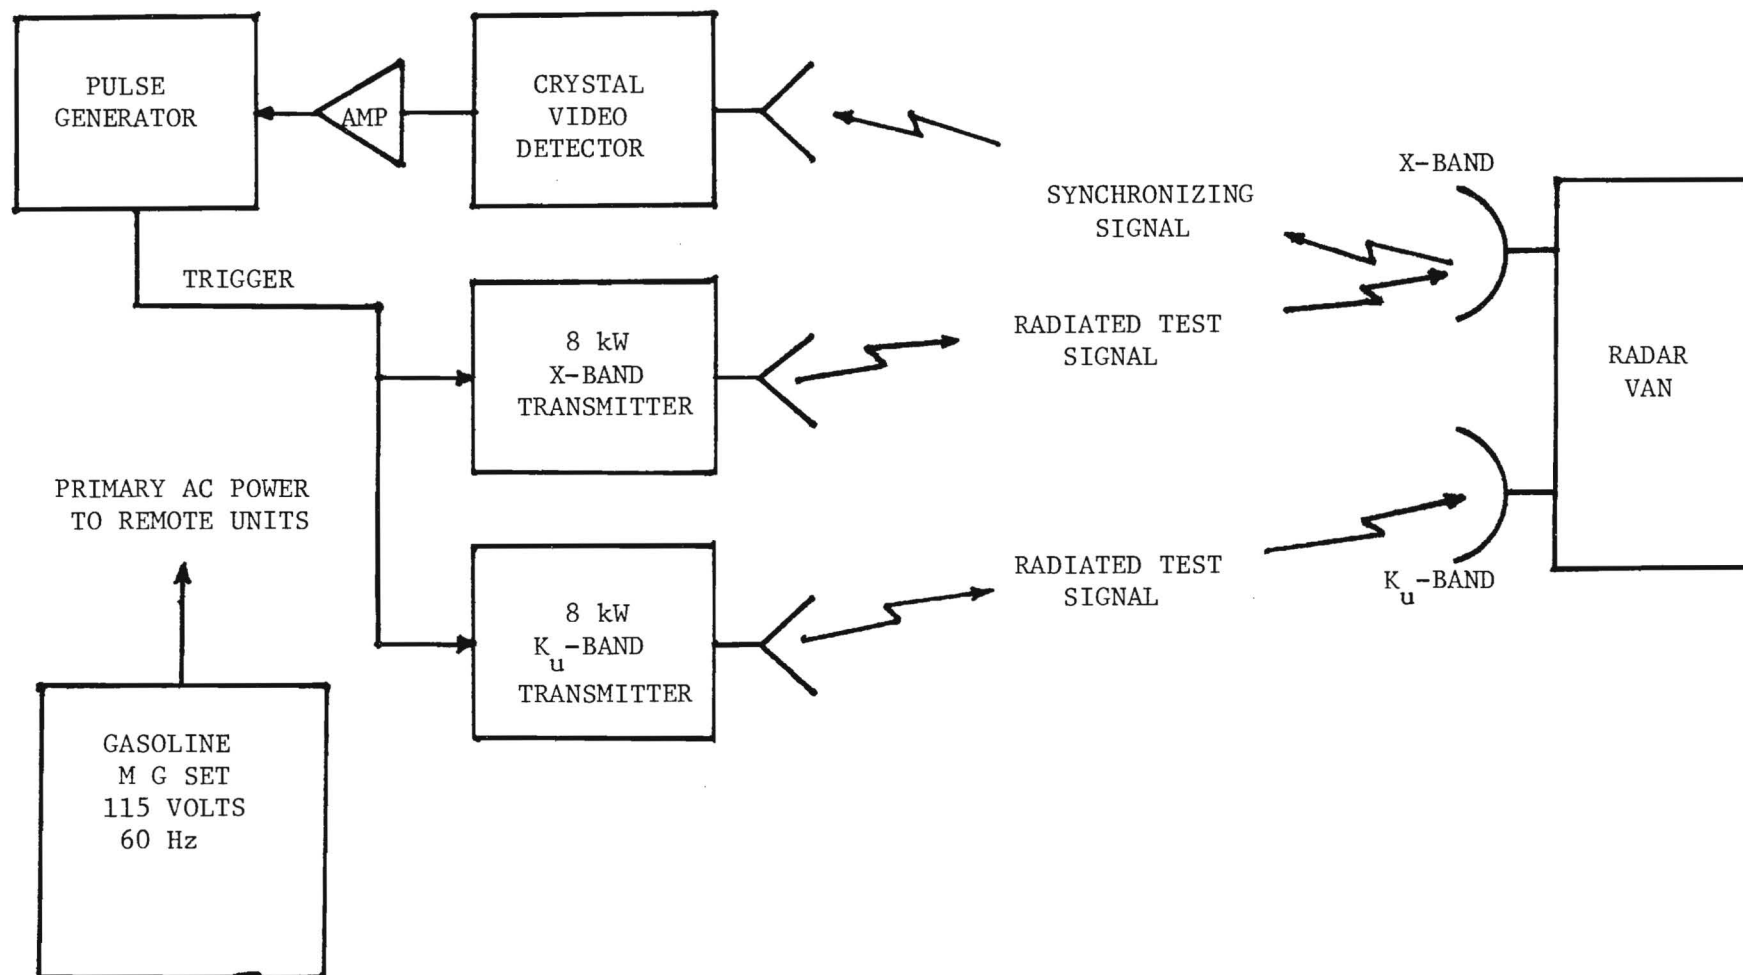 PULSE
GENERATOR
AMP
CRYSTAL
VIDEO
DETECTOR
X-BAND
SYNCHRONIZING
SIGNAL
TRIGGER
8 kW
X-BAND
TRANSMITTER
RADIATED TEST
SIGNAL
RADAR
VAN
PRIMARY AC POWER
TO REMOTE UNITS
8 kW
Ku-BAND
TRANSMITTER
RADIATED TEST
SIGNAL
Ku-BAND
GASOLINE
M G SET
115 VOLTS
60 Hz